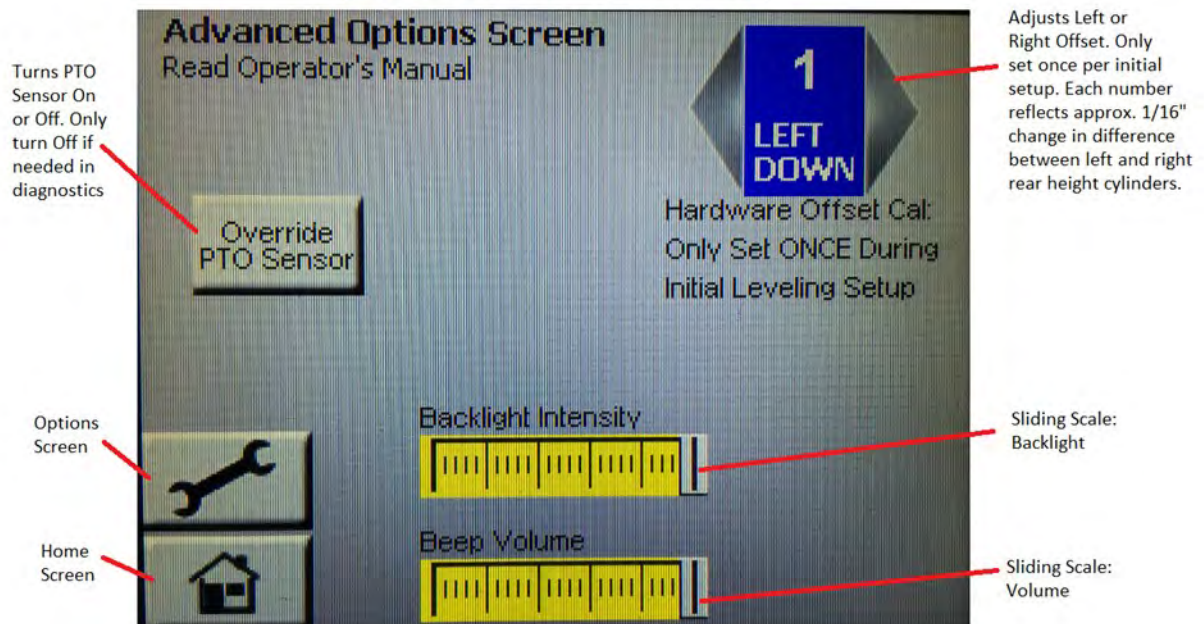 Advanced Options Screen
Read Operator's Manual
Turns PTO
Sensor On
or Off. Only
turn Off if
needed in
diagnostics
Override
PTO Sensor
1
LEFT
DOWN
Hardware Offset Cal:
Only Set ONCE During
Initial Leveling Setup
Adjusts Left or
Right Offset. Only
set once per initial
setup. Each number
reflects approx. 1/16"
change in difference
between left and right
rear height cylinders.
Options
Screen
Backlight Intensity
Sliding Scale:
Backlight
Home
Screen
Beep Volume
Sliding Scale:
Volume